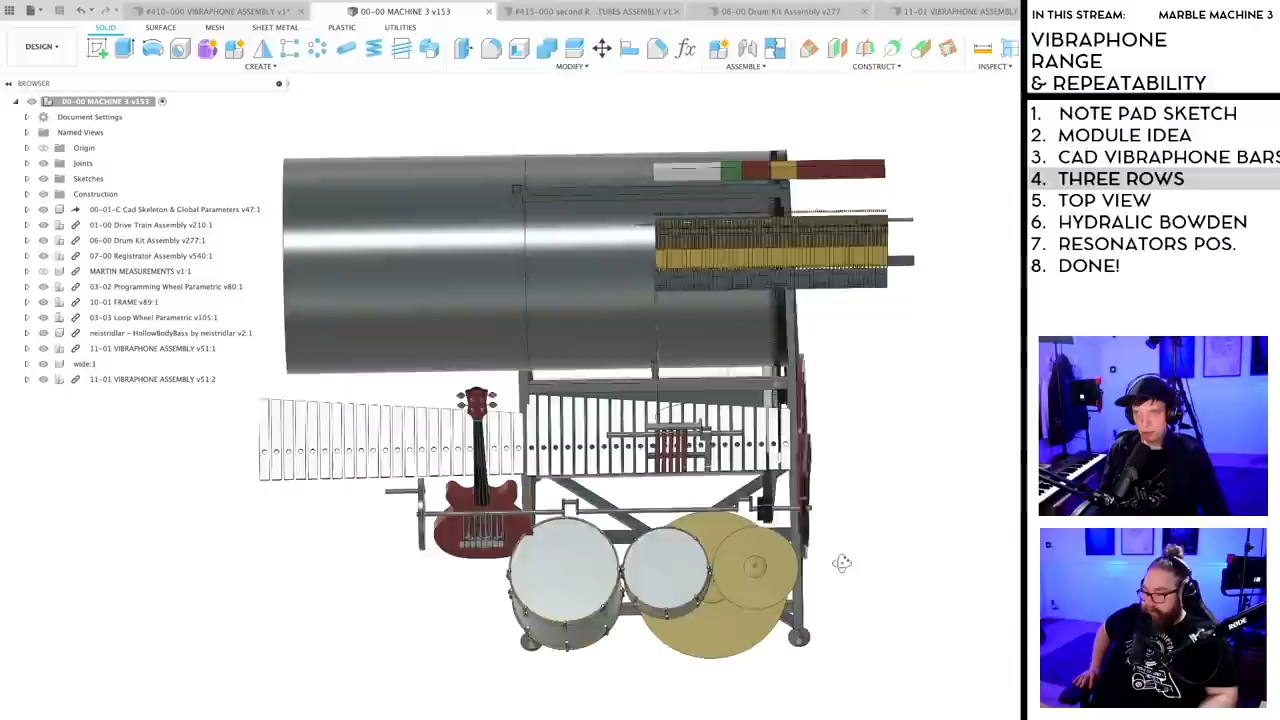 #410-000 VIBRAPHONE ASSEMBLY v1*
00-00 MACHINE 3 v153
#415-000 second R...TUBES ASSEMBLY v1
06-00 Drum Kit Assembly v277
11-01 VIBRAPHONE ASSEMBLY
SOLID
SURFACE
MESH
SHEET METAL
PLASTIC
UTILITIES
DESIGN
CREATE
MODIFY
ASSEMBLE
CONSTRUCT
INSPECT
BROWSER
00-00 MACHINE 3 v153
Document Settings
Named Views
Origin
Joints
Sketches
Construction
00-01-C Cad Skeleton & Global Parameters v47:1
01-00 Drive Train Assembly v210:1
06-00 Drum Kit Assembly v277:1
07-00 Registrator Assembly v540:1
MARTIN MEASUREMENTS v1:1
03-02 Programming Wheel Parametric v80:1
10-01 FRAME v89:1
03-03 Loop Wheel Parametric v105:1
neistridlar - HollowBodyBass by neistridlar v2:1
11-01 VIBRAPHONE ASSEMBLY v51:1
wide:1
11-01 VIBRAPHONE ASSEMBLY v51:2
IN THIS STREAM: MARBLE MACHINE 3
VIBRAPHONE
RANGE
& REPEATABILITY
1. NOTE PAD SKETCH
2. MODULE IDEA
3. CAD VIBRAPHONE BARS
4. THREE ROWS
5. TOP VIEW
6. HYDRALIC BOWDEN
7. RESONATORS POS.
8. DONE!
RØDE